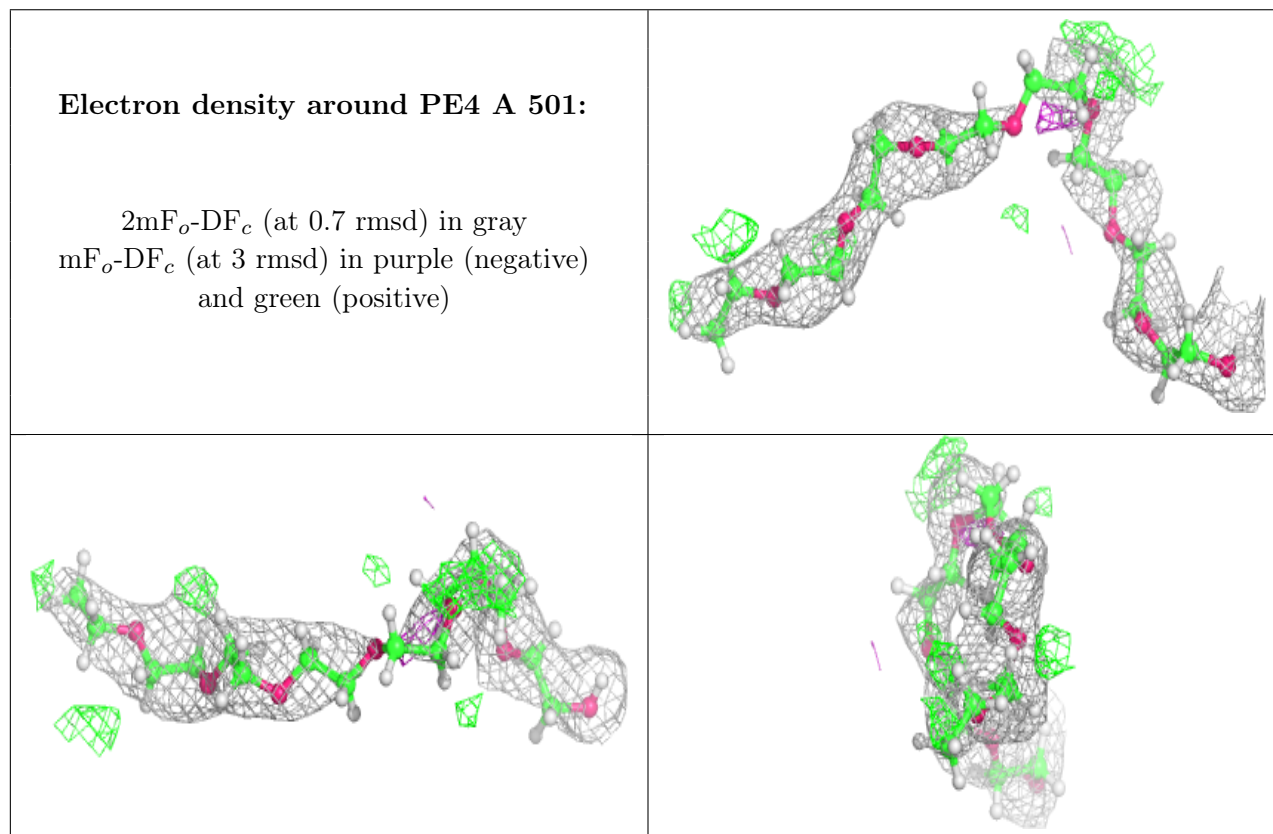 Electron density around PE4 A 501:
2mFo-DFc (at 0.7 rmsd) in gray
mFo-DFc (at 3 rmsd) in purple (negative)
and green (positive)